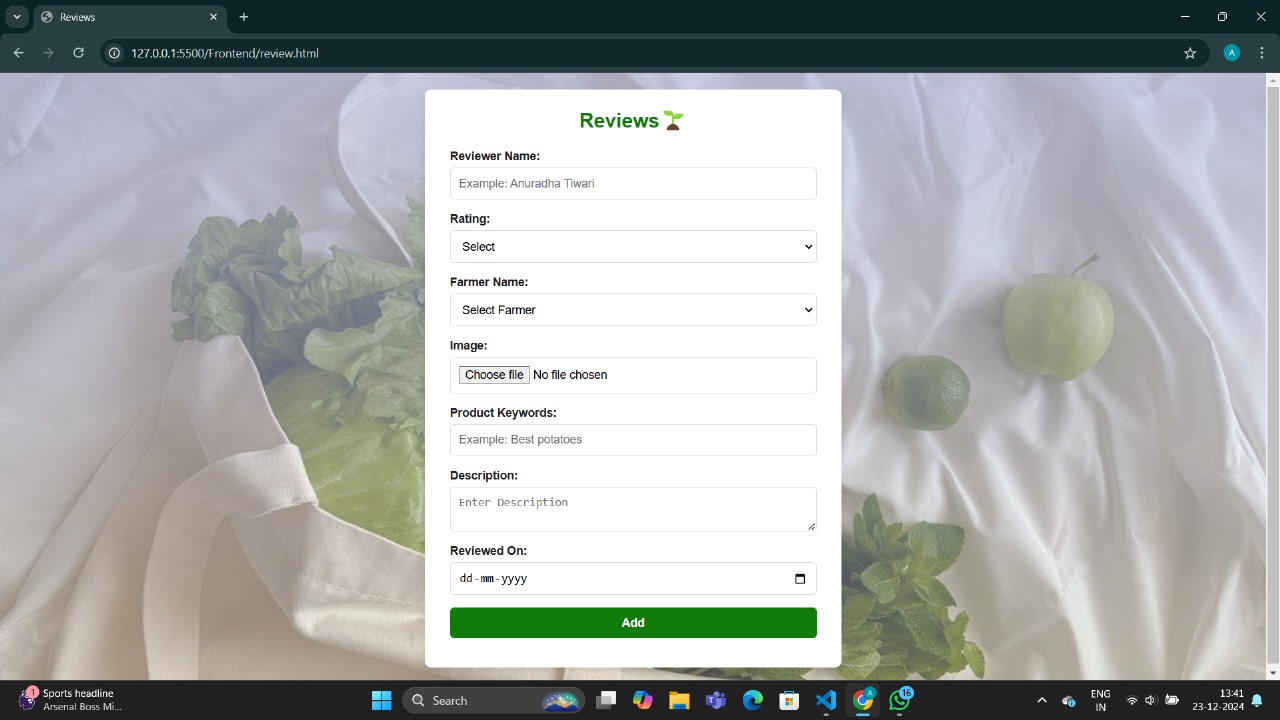 Reviews
127.0.0.1:5500/Frontend/review.html
A
Reviews
Reviewer Name:
Example: Anuradha Tiwari
Rating:
Select
Farmer Name:
Select Farmer
Image:
Choose file No file chosen
Product Keywords:
Example: Best potatoes
Description:
Enter Description
Reviewed On:
dd-mm-yyyy
Add
1
Sports headline
Arsenal Boss Mi...
Search
A
16
ENG
IN
13:41
23-12-2024